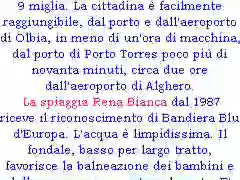 9 miglia. La cittadina è facilmente
raggiungibile, dal porto e dall'aeroporto
di Olbia, in meno di un'ora di macchina,
dal porto di Porto Torres poco più di
novanta minuti, circa due ore
dall'aeroporto di Alghero.
La spiaggia Rena Bianca dal 1987
riceve il riconoscimento di Bandiera Blu
d'Europa. L'acqua è limpidissima. Il
fondale, basso per largo tratto,
favorisce la balneazione dei bambini e